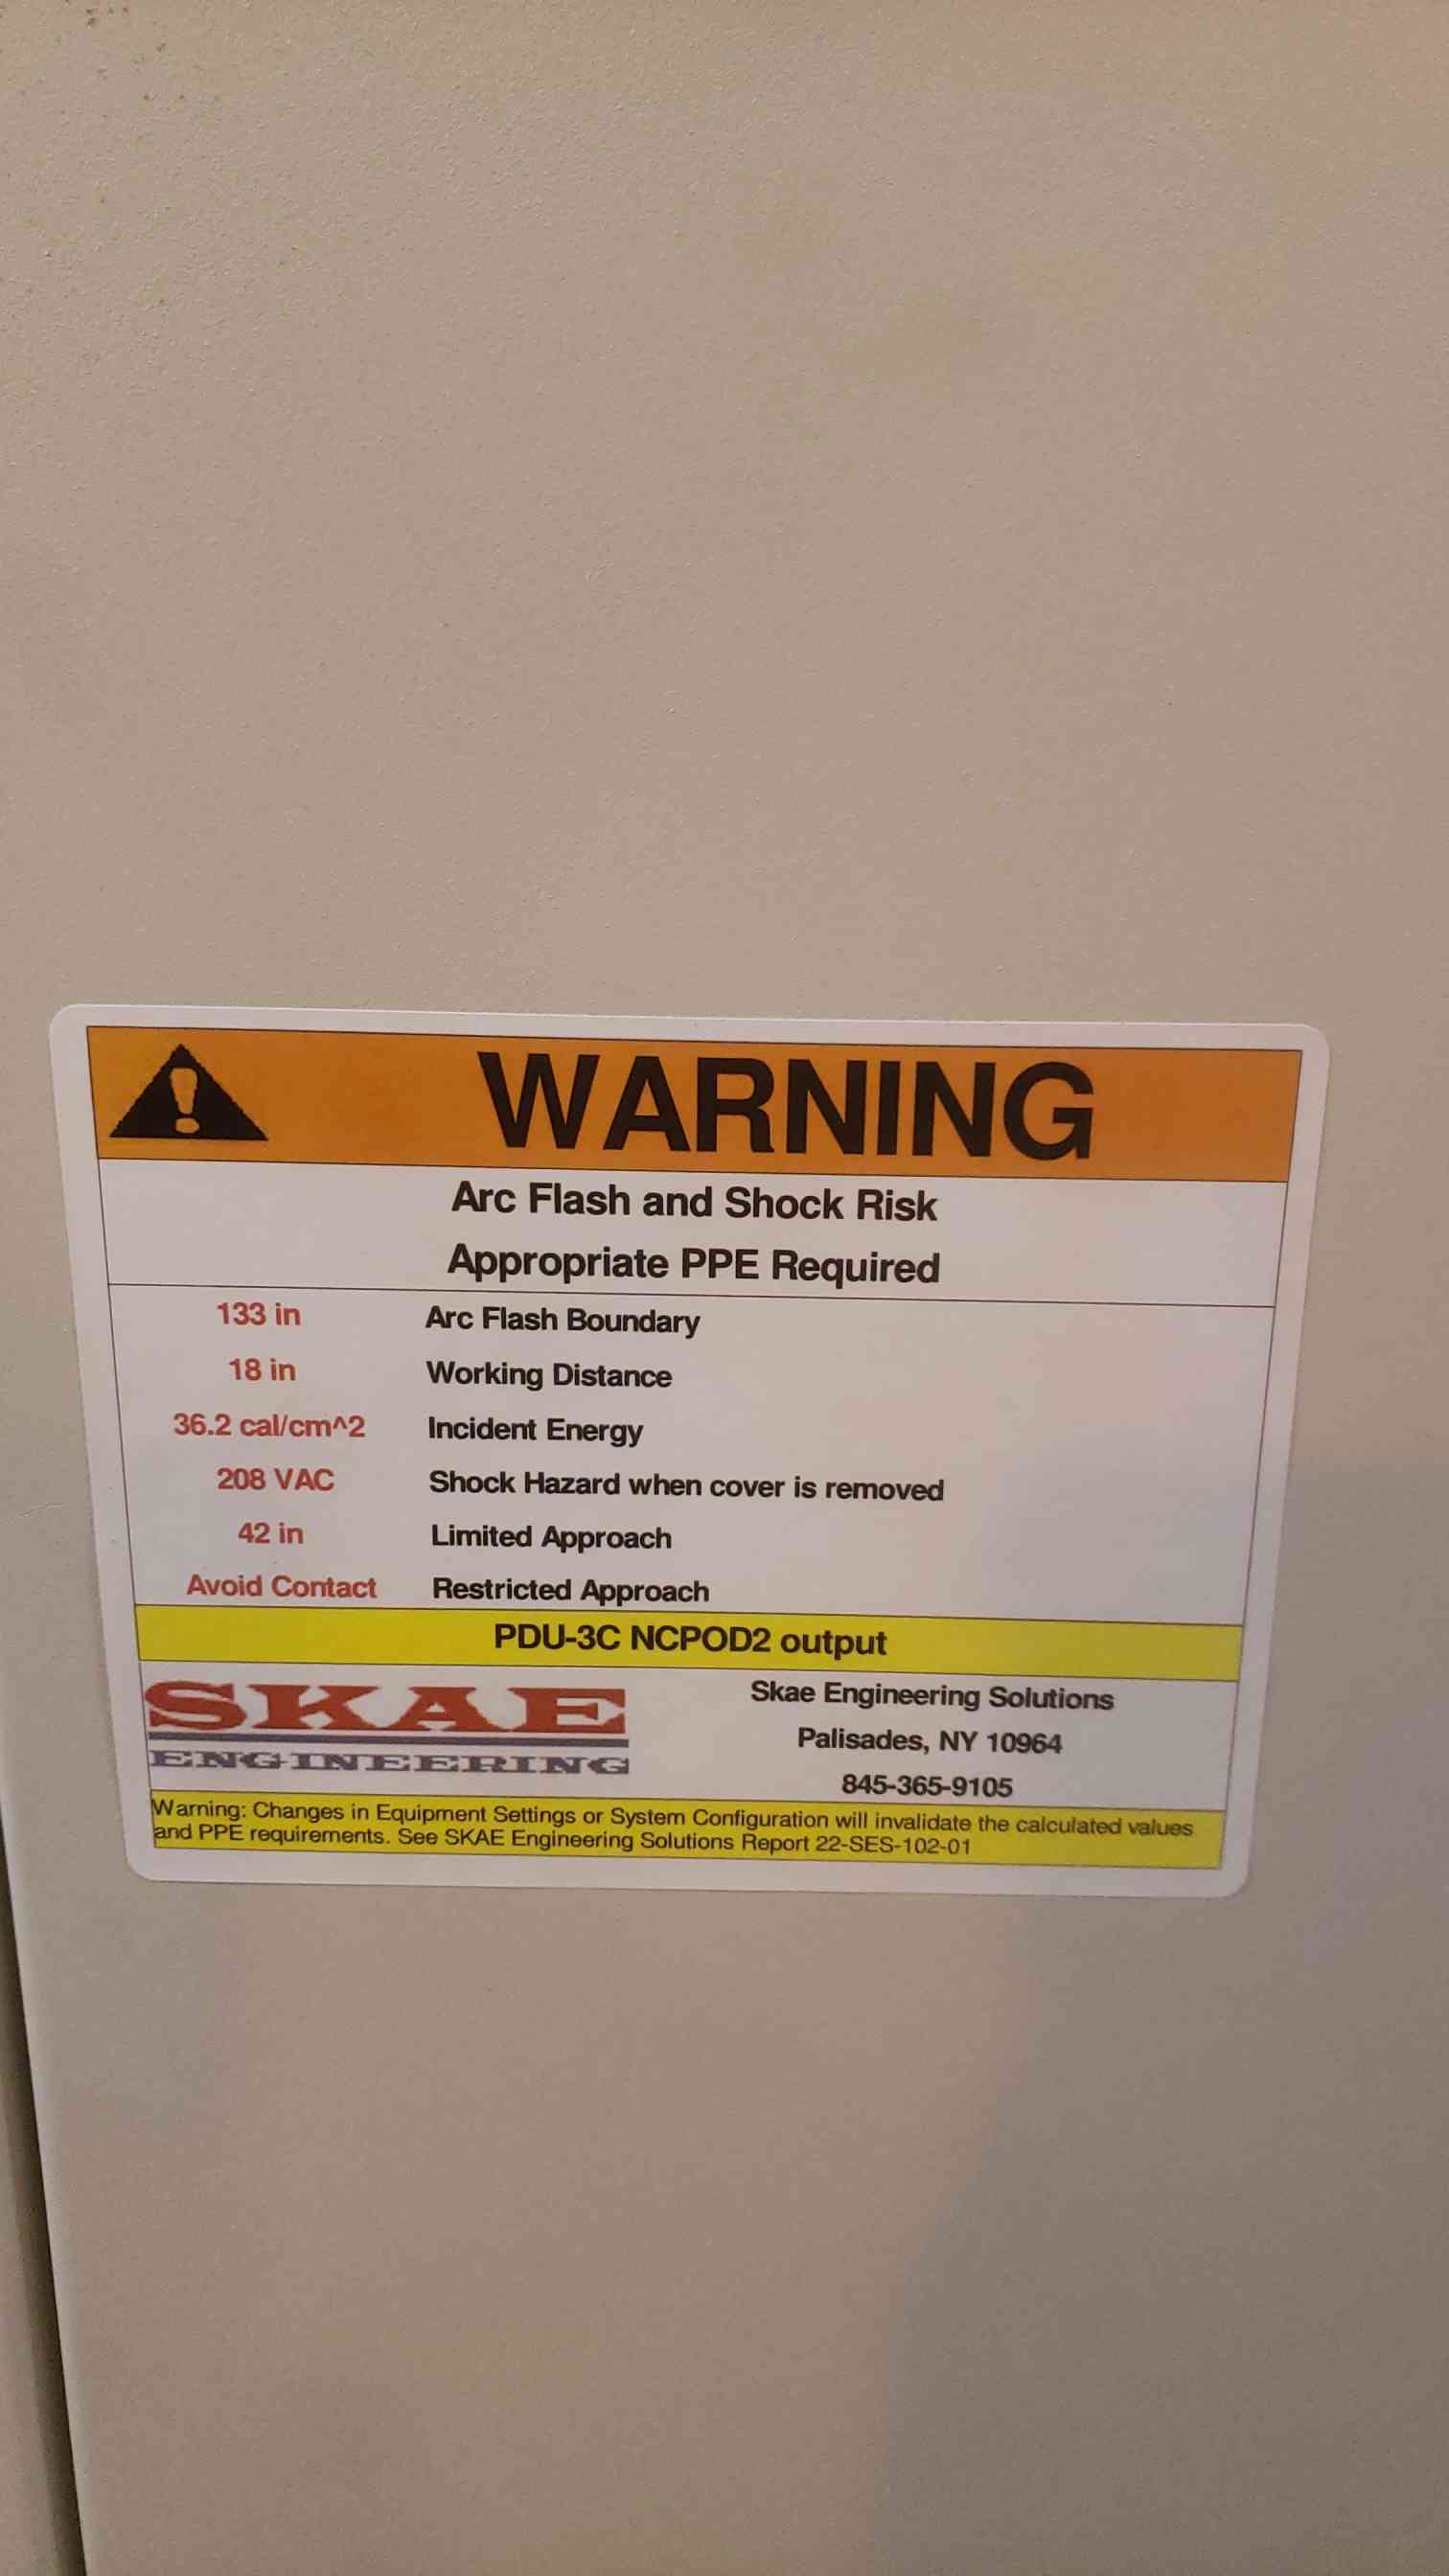 WARNING
Arc Flash and Shock Risk
Appropriate PPE Required
133 in Arc Flash Boundary
18 in Working Distance
36.2 cal/cm^2 Incident Energy
208 VAC Shock Hazard when cover is removed
42 in Limited Approach
Avoid Contact Restricted Approach
PDU-3C NCPOD2 output
SKAE
ENGINEERING
Skae Engineering Solutions
Palisades, NY 10964
845-365-9105
Warning: Changes in Equipment Settings or System Configuration will invalidate the calculated values
and PPE requirements. See SKAE Engineering Solutions Report 22-SES-102-01